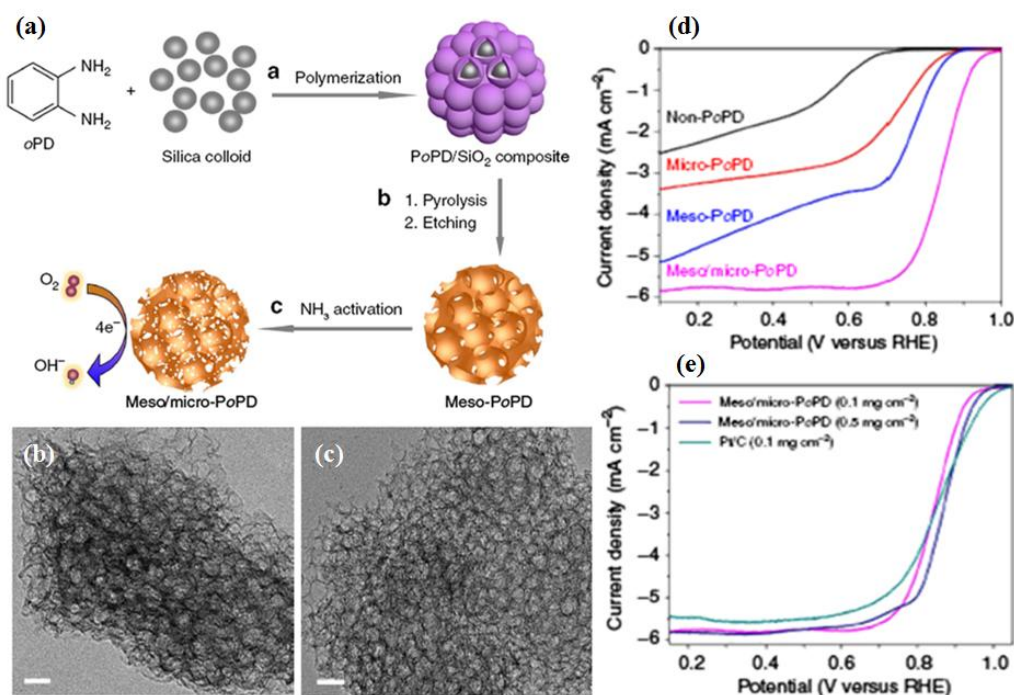 (a)
NH₂
NH₂
oPD
+
Silica colloid
a
Polymerization
PoPD/SiO₂ composite
b
1. Pyrolysis
2. Etching
O₂
4e⁻
OH⁻
c
NH₃ activation
Meso/micro-PoPD
Meso-PoPD
(b)
(c)
(d)
Current density (mA cm⁻²)
0
−1
−2
−3
−4
−5
−6
Non-PoPD
Micro-PoPD
Meso-PoPD
Meso/micro-PoPD
0.2
0.4
0.6
0.8
1.0
Potential (V versus RHE)
(e)
Current density (mA cm⁻²)
0
−1
−2
−3
−4
−5
−6
Meso/micro-PoPD (0.1 mg cm⁻²)
Meso/micro-PoPD (0.5 mg cm⁻²)
Pt/C (0.1 mg cm⁻²)
0.2
0.4
0.6
0.8
1.0
Potential (V versus RHE)